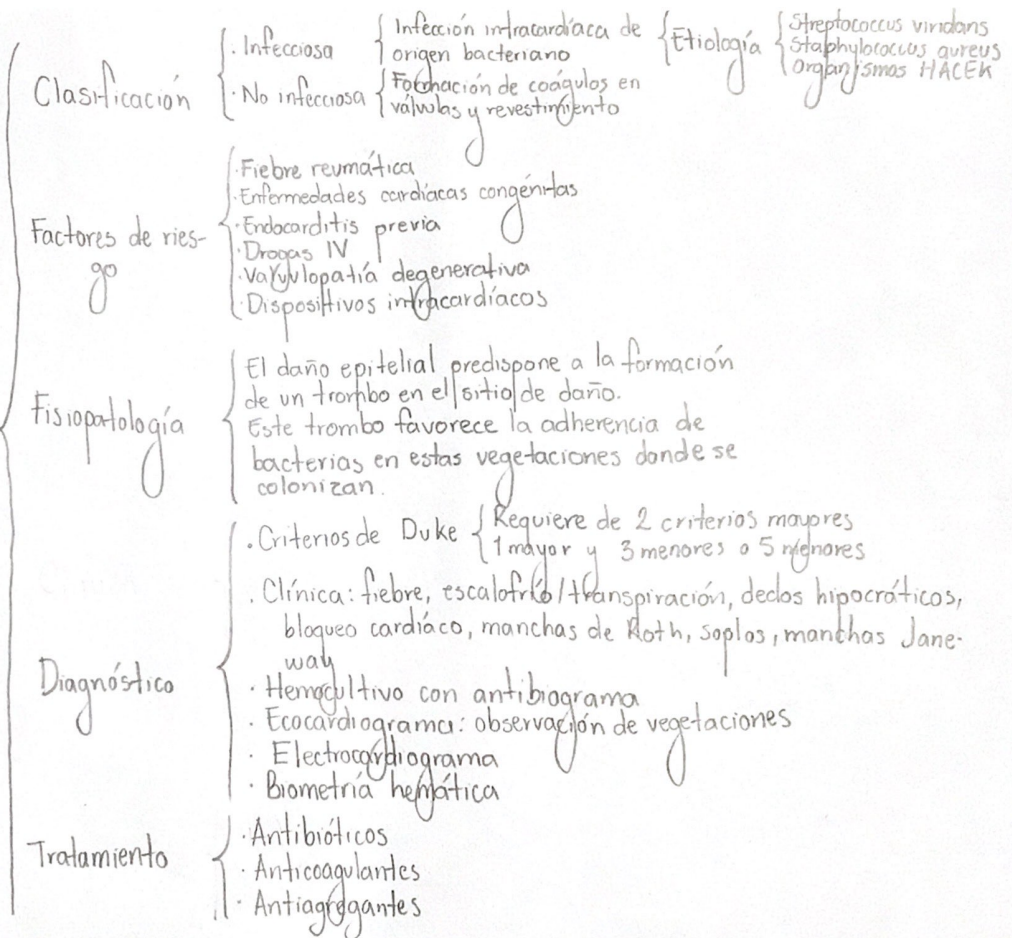 Clasificación
· Infecciosa
Infección intracardíaca de
origen bacteriano
Etiología
Streptococcus viridans
Staphylococcus aureus
Organismos HACEK
· No infecciosa
Formación de coágulos en
válvulas y revestimiento
Factores de ries-
go
· Fiebre reumática
· Enfermedades cardíacas congénitas
· Endocarditis previa
· Drogas IV
· Valvulopatía degenerativa
· Dispositivos intracardíacos
Fisiopatología
El daño epitelial predispone a la formación
de un trombo en el sitio de daño.
Este trombo favorece la adherencia de
bacterias en estas vegetaciones donde se
colonizan.
Diagnóstico
· Criterios de Duke
Requiere de 2 criterios mayores
1 mayor y 3 menores o 5 menores
· Clínica: fiebre, escalofrío/transpiración, dedos hipocráticos,
bloqueo cardíaco, manchas de Roth, soplos, manchas Jane-
way
· Hemocultivo con antibiograma
· Ecocardiograma: observación de vegetaciones
· Electrocardiograma
· Biometría hemática
Tratamiento
· Antibióticos
· Anticoagulantes
· Antiagregantes